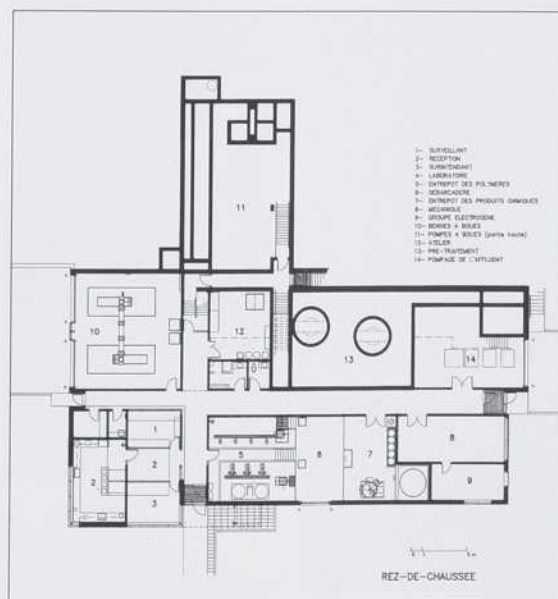 1- SURVEILLANT
2- RECEPTION
3- SURINTENDANT
4- LABORATOIRE
5- ENTREPOT DES POLYMERES
6- DEBARCADERE
7- ENTREPOT DES PRODUITS CHIMIQUES
8- MECANIQUE
9- GROUPE ELECTROGENE
10- BENNES A BOUES
11- POMPES A BOUES (partie haute)
12- ATELIER
13- PRE-TRAITEMENT
14- POMPAGE DE L'AFFLUENT
11
10
12
13
14
1
2
2
3
5
6
7
8
9
REZ-DE-CHAUSSEE